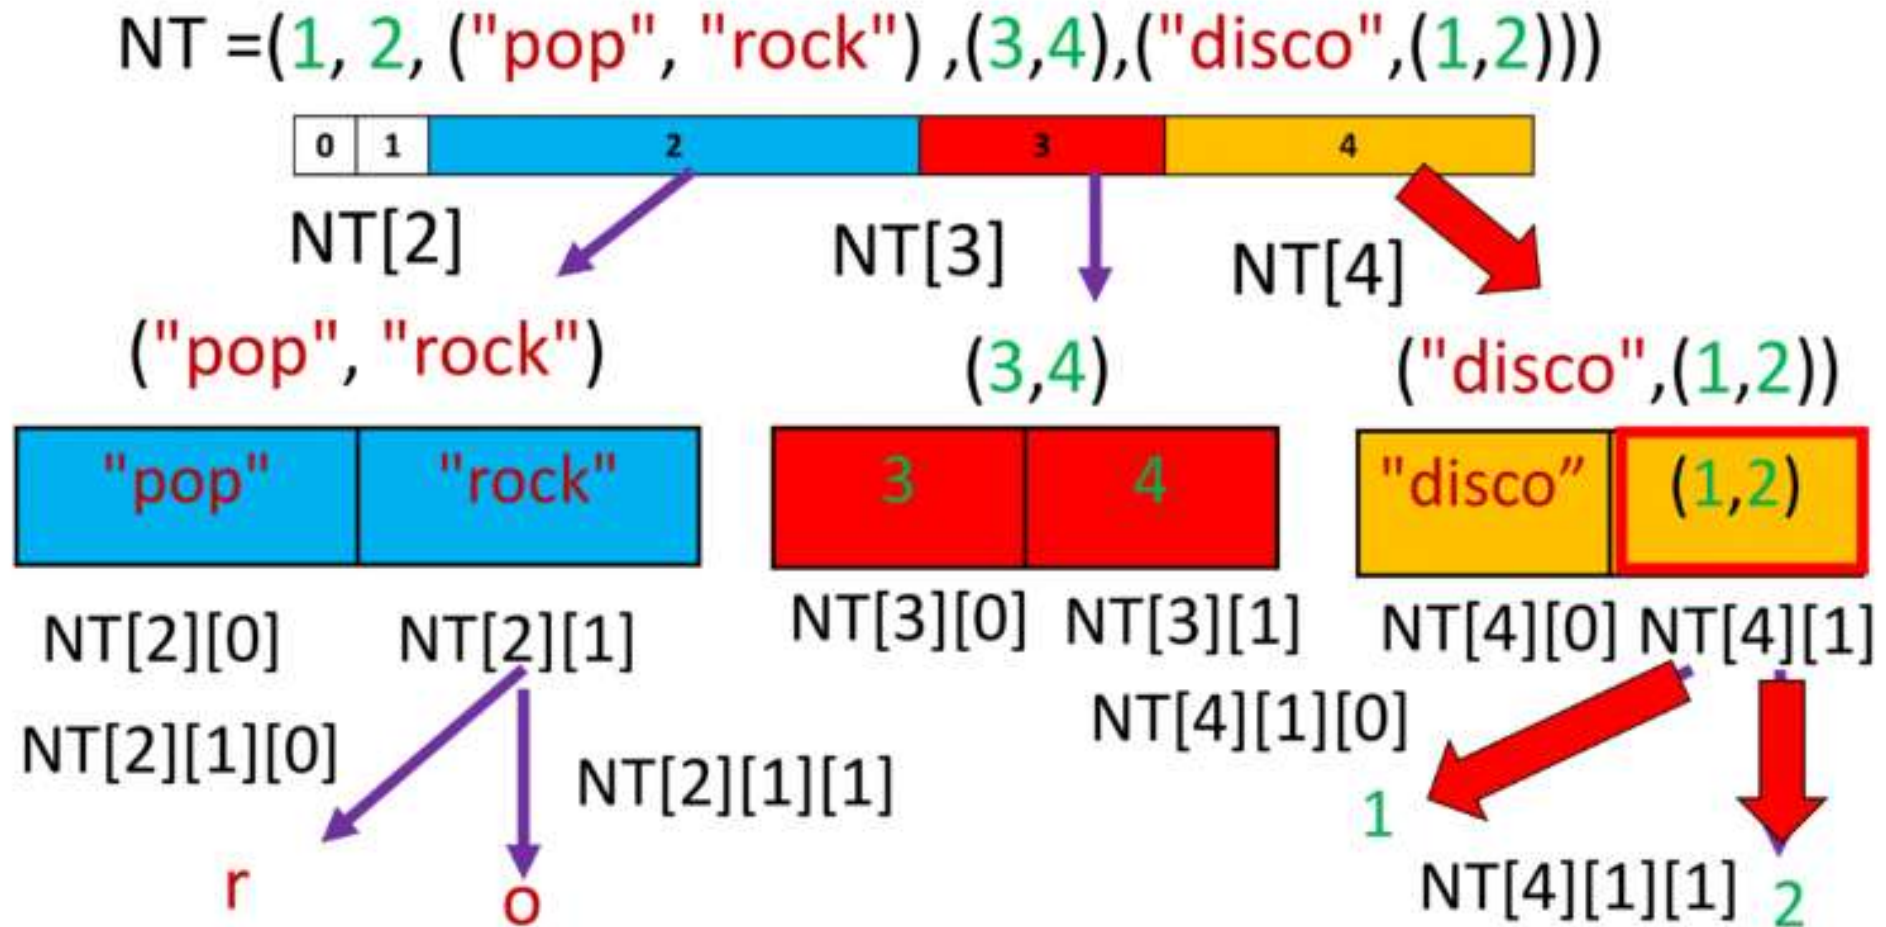 NT =(1, 2, ("pop", "rock") ,(3,4),("disco",(1,2)))
0 1 2 3 4
NT[2] NT[3] NT[4]
("pop", "rock") (3,4) ("disco",(1,2))
"pop" "rock" 3 4 "disco” (1,2)
NT[2][0] NT[2][1] NT[3][0] NT[3][1] NT[4][0] NT[4][1]
NT[2][1][0] NT[2][1][1] NT[4][1][0]
1
r o NT[4][1][1] 2